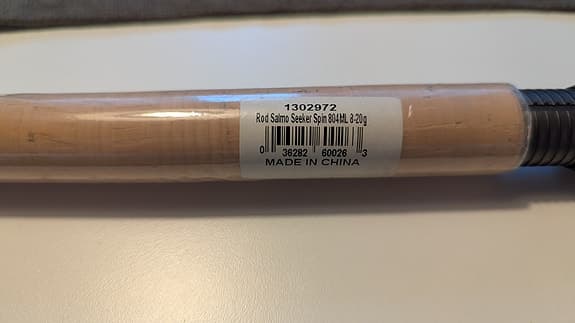 1302972
Rod Salmo Seeker Spin 804ML 8-20g
0 36282 60026 3
MADE IN CHINA